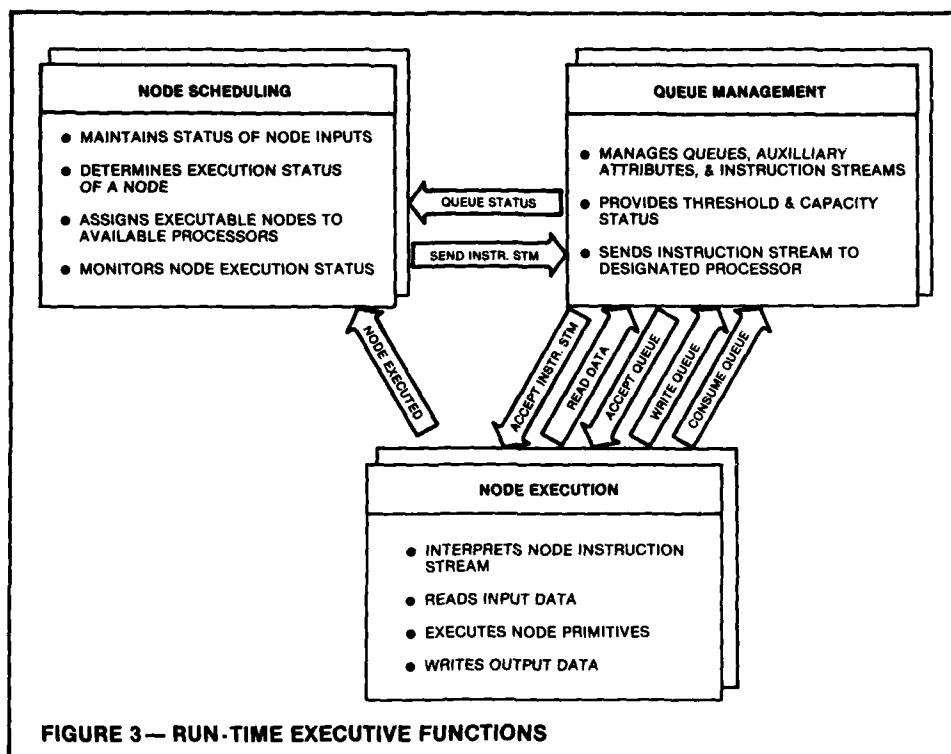 NODE SCHEDULING
● MAINTAINS STATUS OF NODE INPUTS
● DETERMINES EXECUTION STATUS
OF A NODE
● ASSIGNS EXECUTABLE NODES TO
AVAILABLE PROCESSORS
● MONITORS NODE EXECUTION STATUS
QUEUE STATUS
SEND INSTR. STM
QUEUE MANAGEMENT
● MANAGES QUEUES, AUXILLIARY
ATTRIBUTES, & INSTRUCTION STREAMS
● PROVIDES THRESHOLD & CAPACITY
STATUS
● SENDS INSTRUCTION STREAM TO
DESIGNATED PROCESSOR
NODE EXECUTED
ACCEPT INSTR. STM
READ DATA
ACCEPT QUEUE
WRITE QUEUE
CONSUME QUEUE
NODE EXECUTION
● INTERPRETS NODE INSTRUCTION
STREAM
● READS INPUT DATA
● EXECUTES NODE PRIMITIVES
● WRITES OUTPUT DATA
FIGURE 3— RUN-TIME EXECUTIVE FUNCTIONS